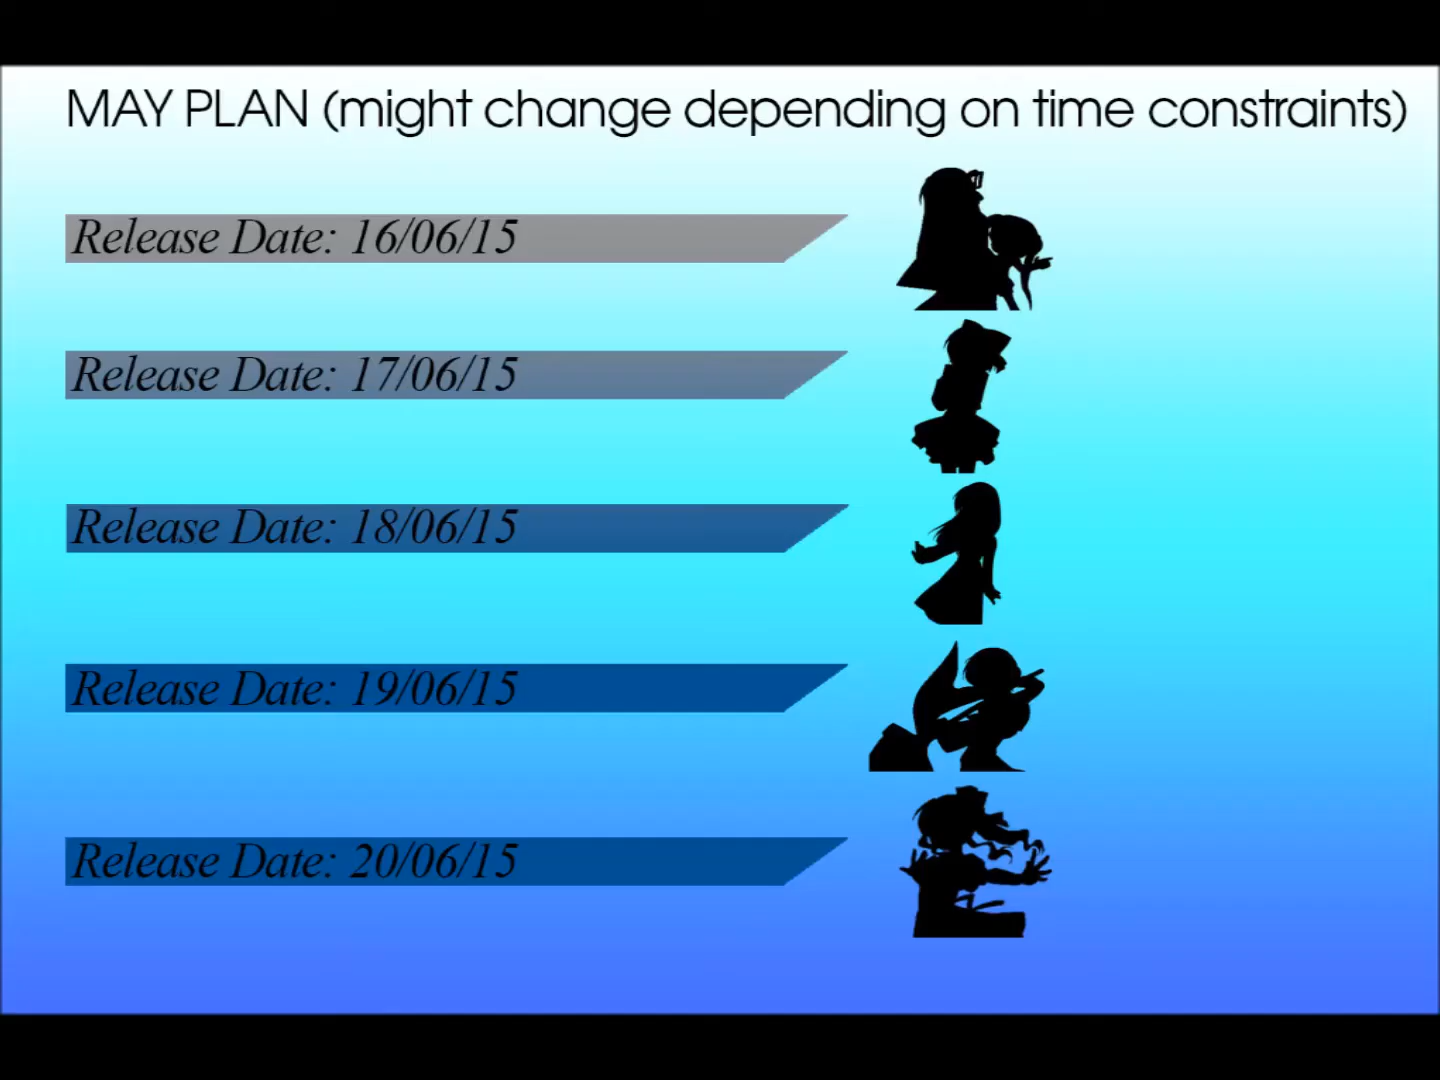 MAY PLAN (might change depending on time constraints)
Release Date: 16/06/15
Release Date: 17/06/15
Release Date: 18/06/15
Release Date: 19/06/15
Release Date: 20/06/15